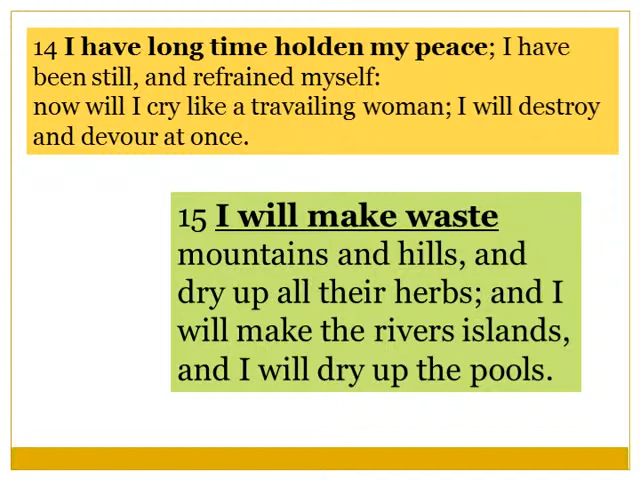 14 I have long time holden my peace; I have
been still, and refrained myself:
now will I cry like a travailing woman; I will destroy
and devour at once.
15 I will make waste
mountains and hills, and
dry up all their herbs; and I
will make the rivers islands,
and I will dry up the pools.